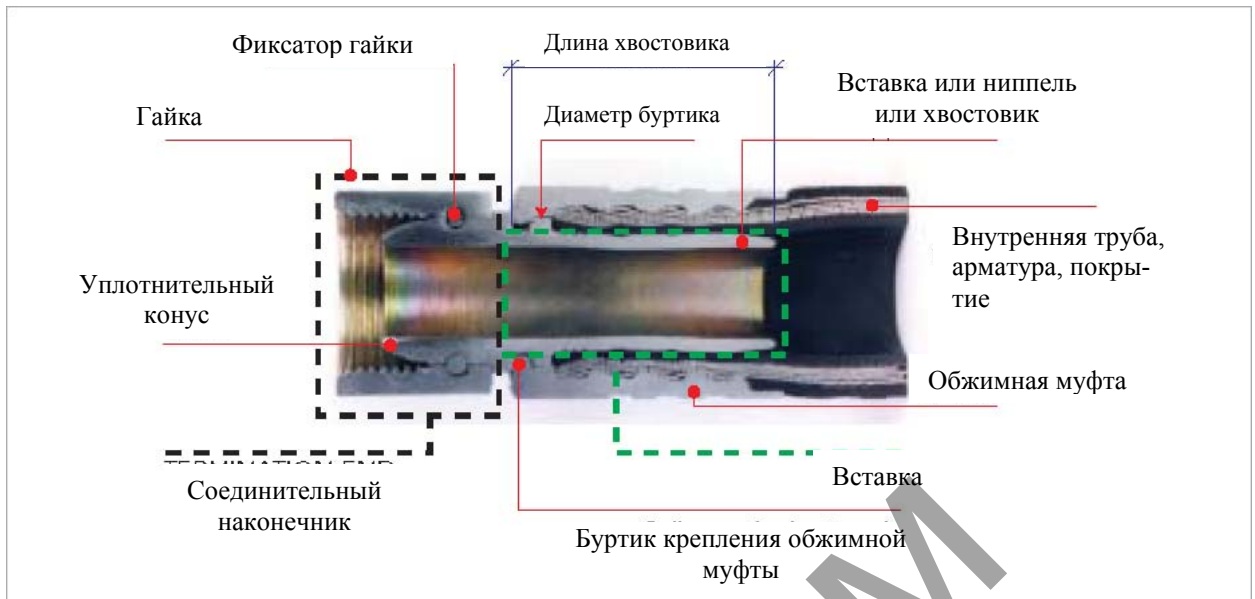 Фиксатор гайки
Длина хвостовика
Вставка или ниппель
или хвостовик
Гайка
Диаметр буртика
Внутренняя труба,
арматура, покры-
тие
Уплотнительный
конус
Обжимная муфта
Вставка
Соединительный
наконечник
Буртик крепления обжимной
муфты
М